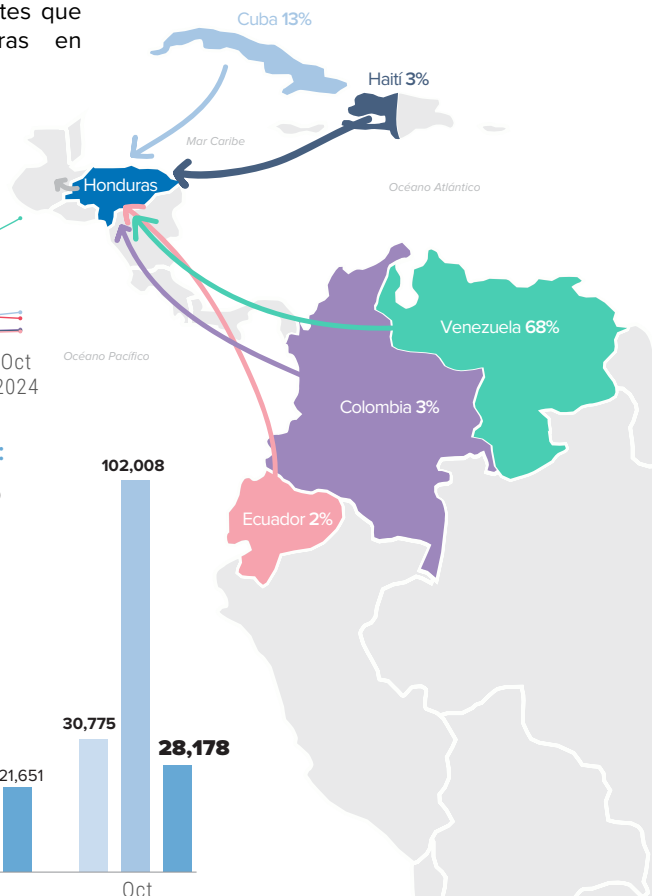 tes que
ras en
Cuba 13%
Haití 3%
Mar Caribe
Honduras
Océano Atlántico
Venezuela 68%
Océano Pacífico
Oct
2024
Colombia 3%
:
102,008
Ecuador 2%
30,775
28,178
21,651
Oct